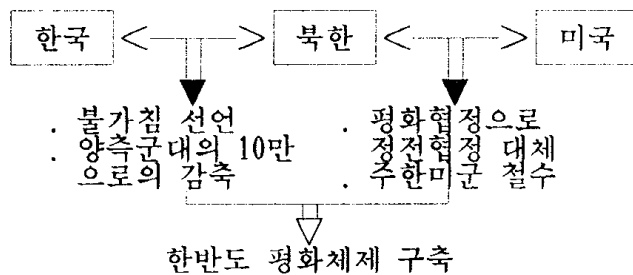 한국 북한 미국
. 불가침 선언
. 양측군대의 10만
으로의 감축
. 평화협정으로
정전협정 대체
. 주한미군 철수
한반도 평화체제 구축